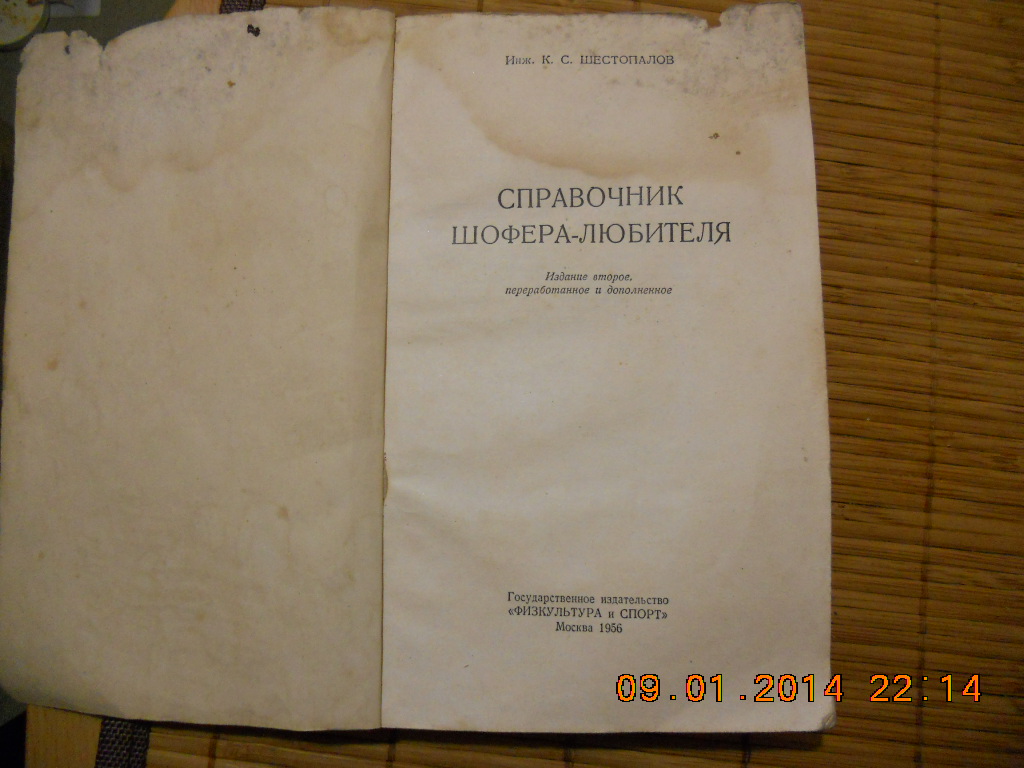 Инж. К. С. ШЕСТОПАЛОВ
СПРАВОЧНИК
ШОФЕРА-ЛЮБИТЕЛЯ
Издание второе,
переработанное и дополненное
Государственное издательство
«ФИЗКУЛЬТУРА и СПОРТ»
Москва 1956
09.01.2014 22:14